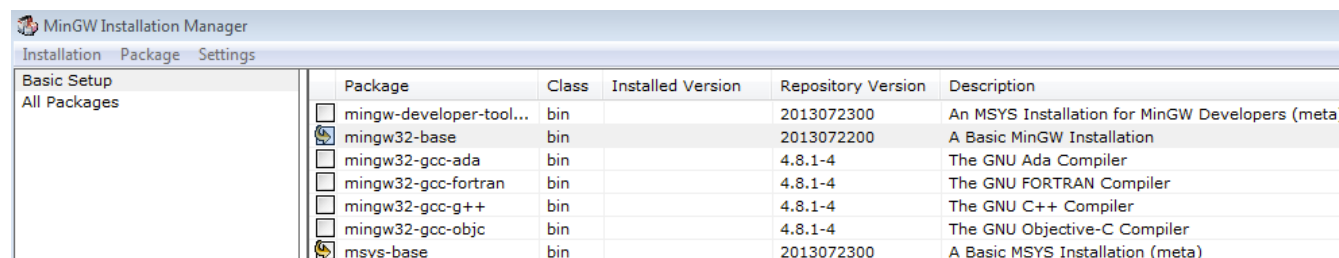 MinGW Installation Manager
Installation Package Settings
Basic Setup
All Packages
Package Class Installed Version Repository Version Description
mingw-developer-tool... bin 2013072300 An MSYS Installation for MinGW Developers (meta)
mingw32-base bin 2013072200 A Basic MinGW Installation
mingw32-gcc-ada bin 4.8.1-4 The GNU Ada Compiler
mingw32-gcc-fortran bin 4.8.1-4 The GNU FORTRAN Compiler
mingw32-gcc-g++ bin 4.8.1-4 The GNU C++ Compiler
mingw32-gcc-objc bin 4.8.1-4 The GNU Objective-C Compiler
msys-base bin 2013072300 A Basic MSYS Installation (meta)